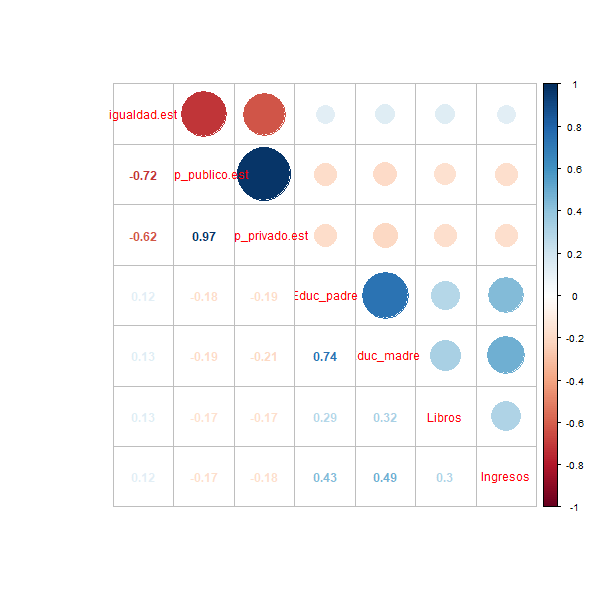 igualdad.est
-0.72 p_publico.est
-0.62 0.97 p_privado.est
0.12 -0.18 -0.19 Educ_padre
0.13 -0.19 -0.21 0.74 duc_madre
0.13 -0.17 -0.17 0.29 0.32 Libros
0.12 -0.17 -0.18 0.43 0.49 0.3 Ingresos
1
0.8
0.6
0.4
0.2
0
-0.2
-0.4
-0.6
-0.8
-1